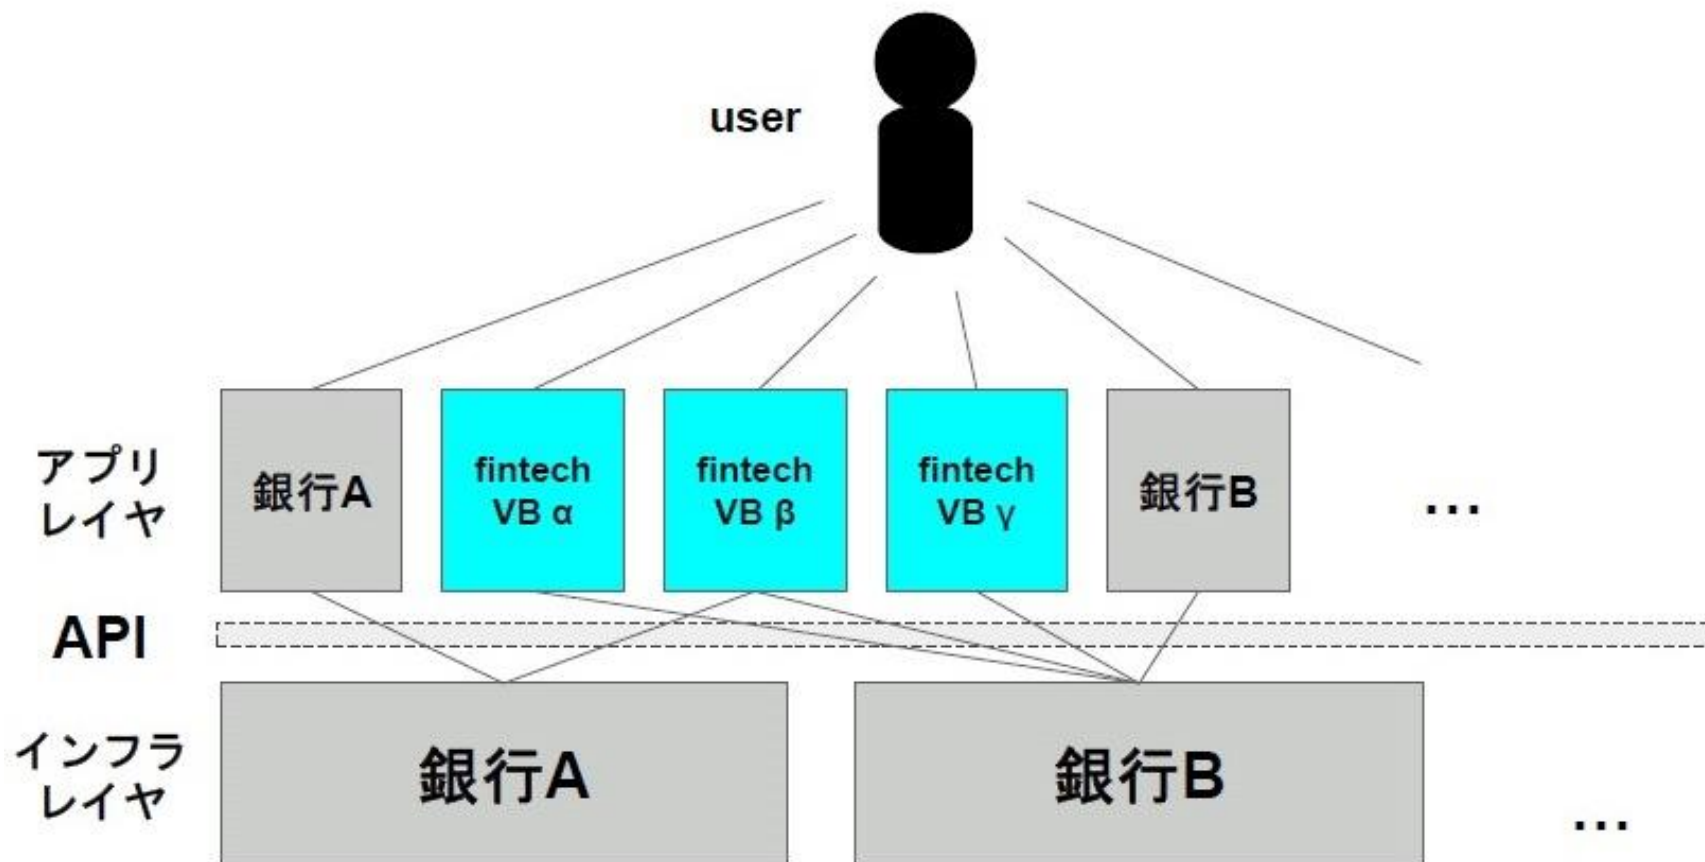 user
アプリ
レイヤ
銀行A
fintech
VB α
fintech
VB β
fintech
VB γ
銀行B
...
API
インフラ
レイヤ
銀行A
銀行B
...